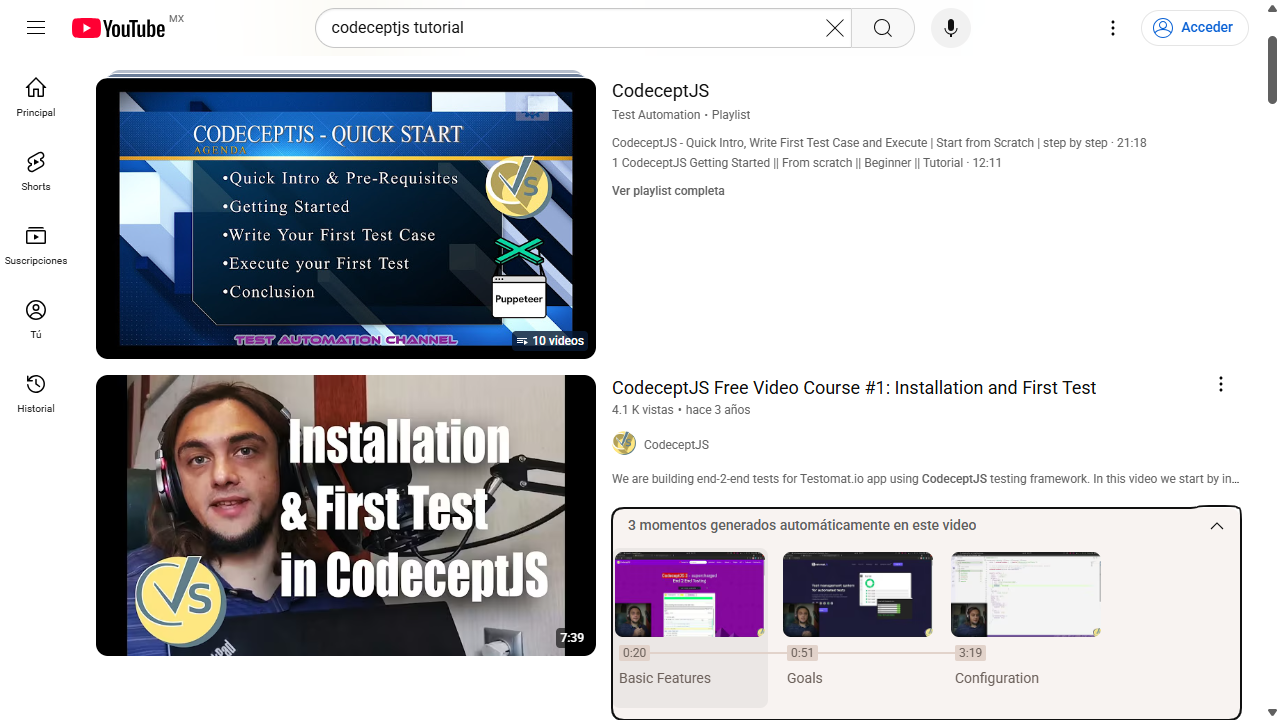 YouTube MX
codeceptjs tutorial
Acceder
Principal
Shorts
Suscripciones
Tú
Historial
CODECEPTJS - QUICK START
AGENDA
•Quick Intro & Pre-Requisites
•Getting Started
•Write Your First Test Case
•Execute your First Test
•Conclusion
Puppeteer
TEST AUTOMATION CHANNEL
10 videos
CodeceptJS
Test Automation • Playlist
CodeceptJS - Quick Intro, Write First Test Case and Execute | Start from Scratch | step by step · 21:18
1 CodeceptJS Getting Started || From scratch || Beginner || Tutorial · 12:11
Ver playlist completa
Installation
& First Test
in CodeceptJS
7:39
CodeceptJS Free Video Course #1: Installation and First Test
4.1 K vistas • hace 3 años
CodeceptJS
We are building end-2-end tests for Testomat.io app using CodeceptJS testing framework. In this video we start by in...
3 momentos generados automáticamente en este video
0:20
Basic Features
0:51
Goals
3:19
Configuration